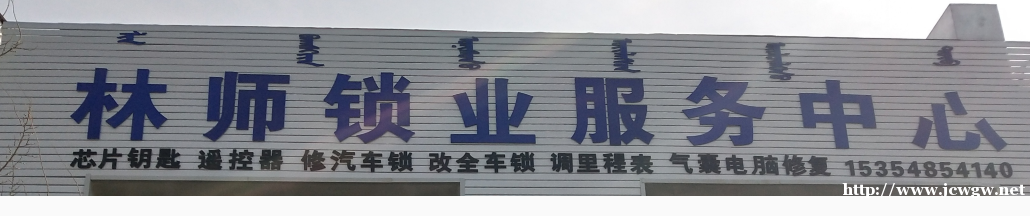 林师锁业服务中心
芯片钥匙 遥控器 修汽车锁 改全车锁 调里程表 气囊电脑修复 15354854140
http://www.jcwgw.net